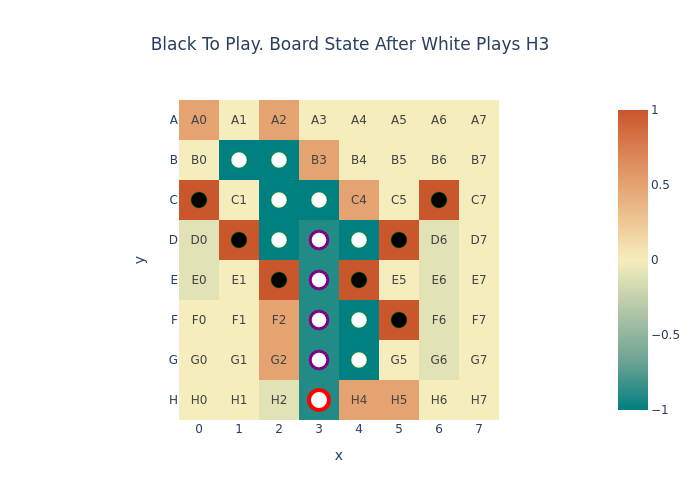 Black To Play. Board State After White Plays H3
A A0 A1 A2 A3 A4 A5 A6 A7
B B0 B3 B4 B5 B6 B7
C C1 C4 C5 C7
D D0 D6 D7
E E0 E1 E5 E6 E7
F F0 F1 F2 F6 F7
G G0 G1 G2 G5 G6 G7
H H0 H1 H2 H4 H5 H6 H7
0 1 2 3 4 5 6 7
x
y
1
0.5
0
−0.5
−1